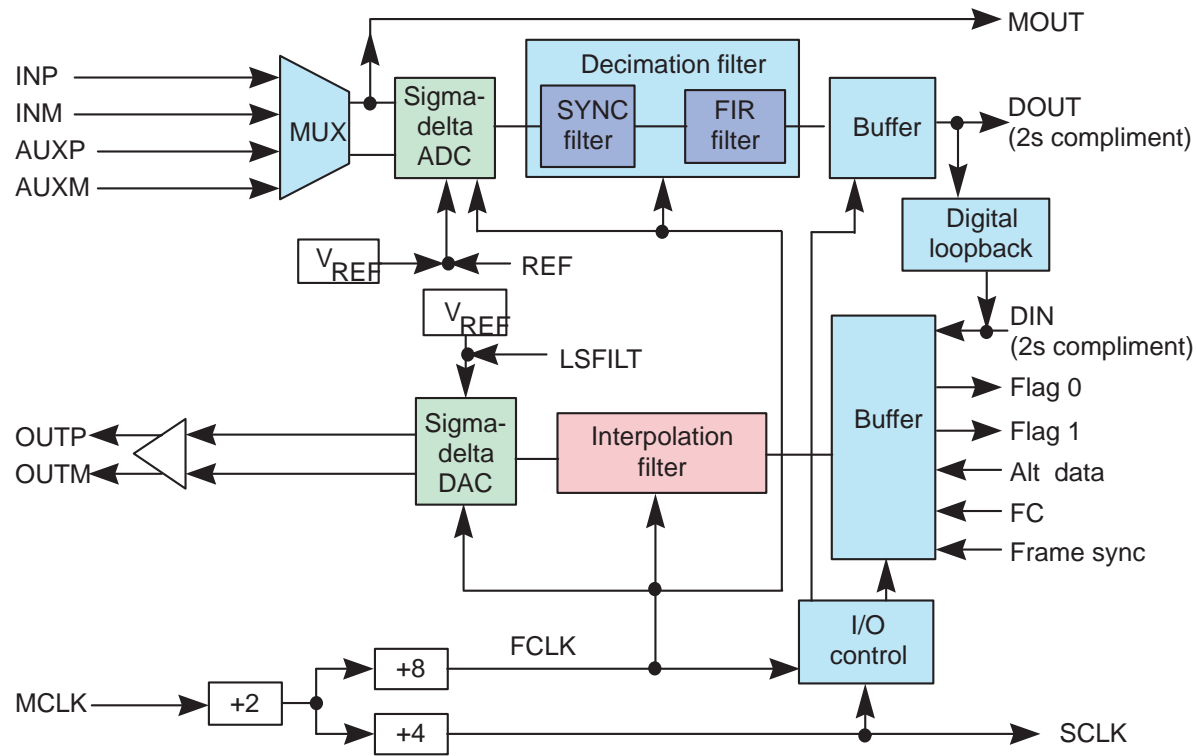 MOUT
INP
INM
AUXP
AUXM
MUX
Sigma-
delta
ADC
Decimation filter
SYNC
filter
FIR
filter
Buffer
DOUT
(2s compliment)
Digital
loopback
VREF
REF
VREF
LSFILT
DIN
(2s compliment)
Flag 0
Flag 1
Alt data
FC
Frame sync
Buffer
OUTP
OUTM
Sigma-
delta
DAC
Interpolation
filter
I/O
control
FCLK
MCLK
+2
+8
+4
SCLK